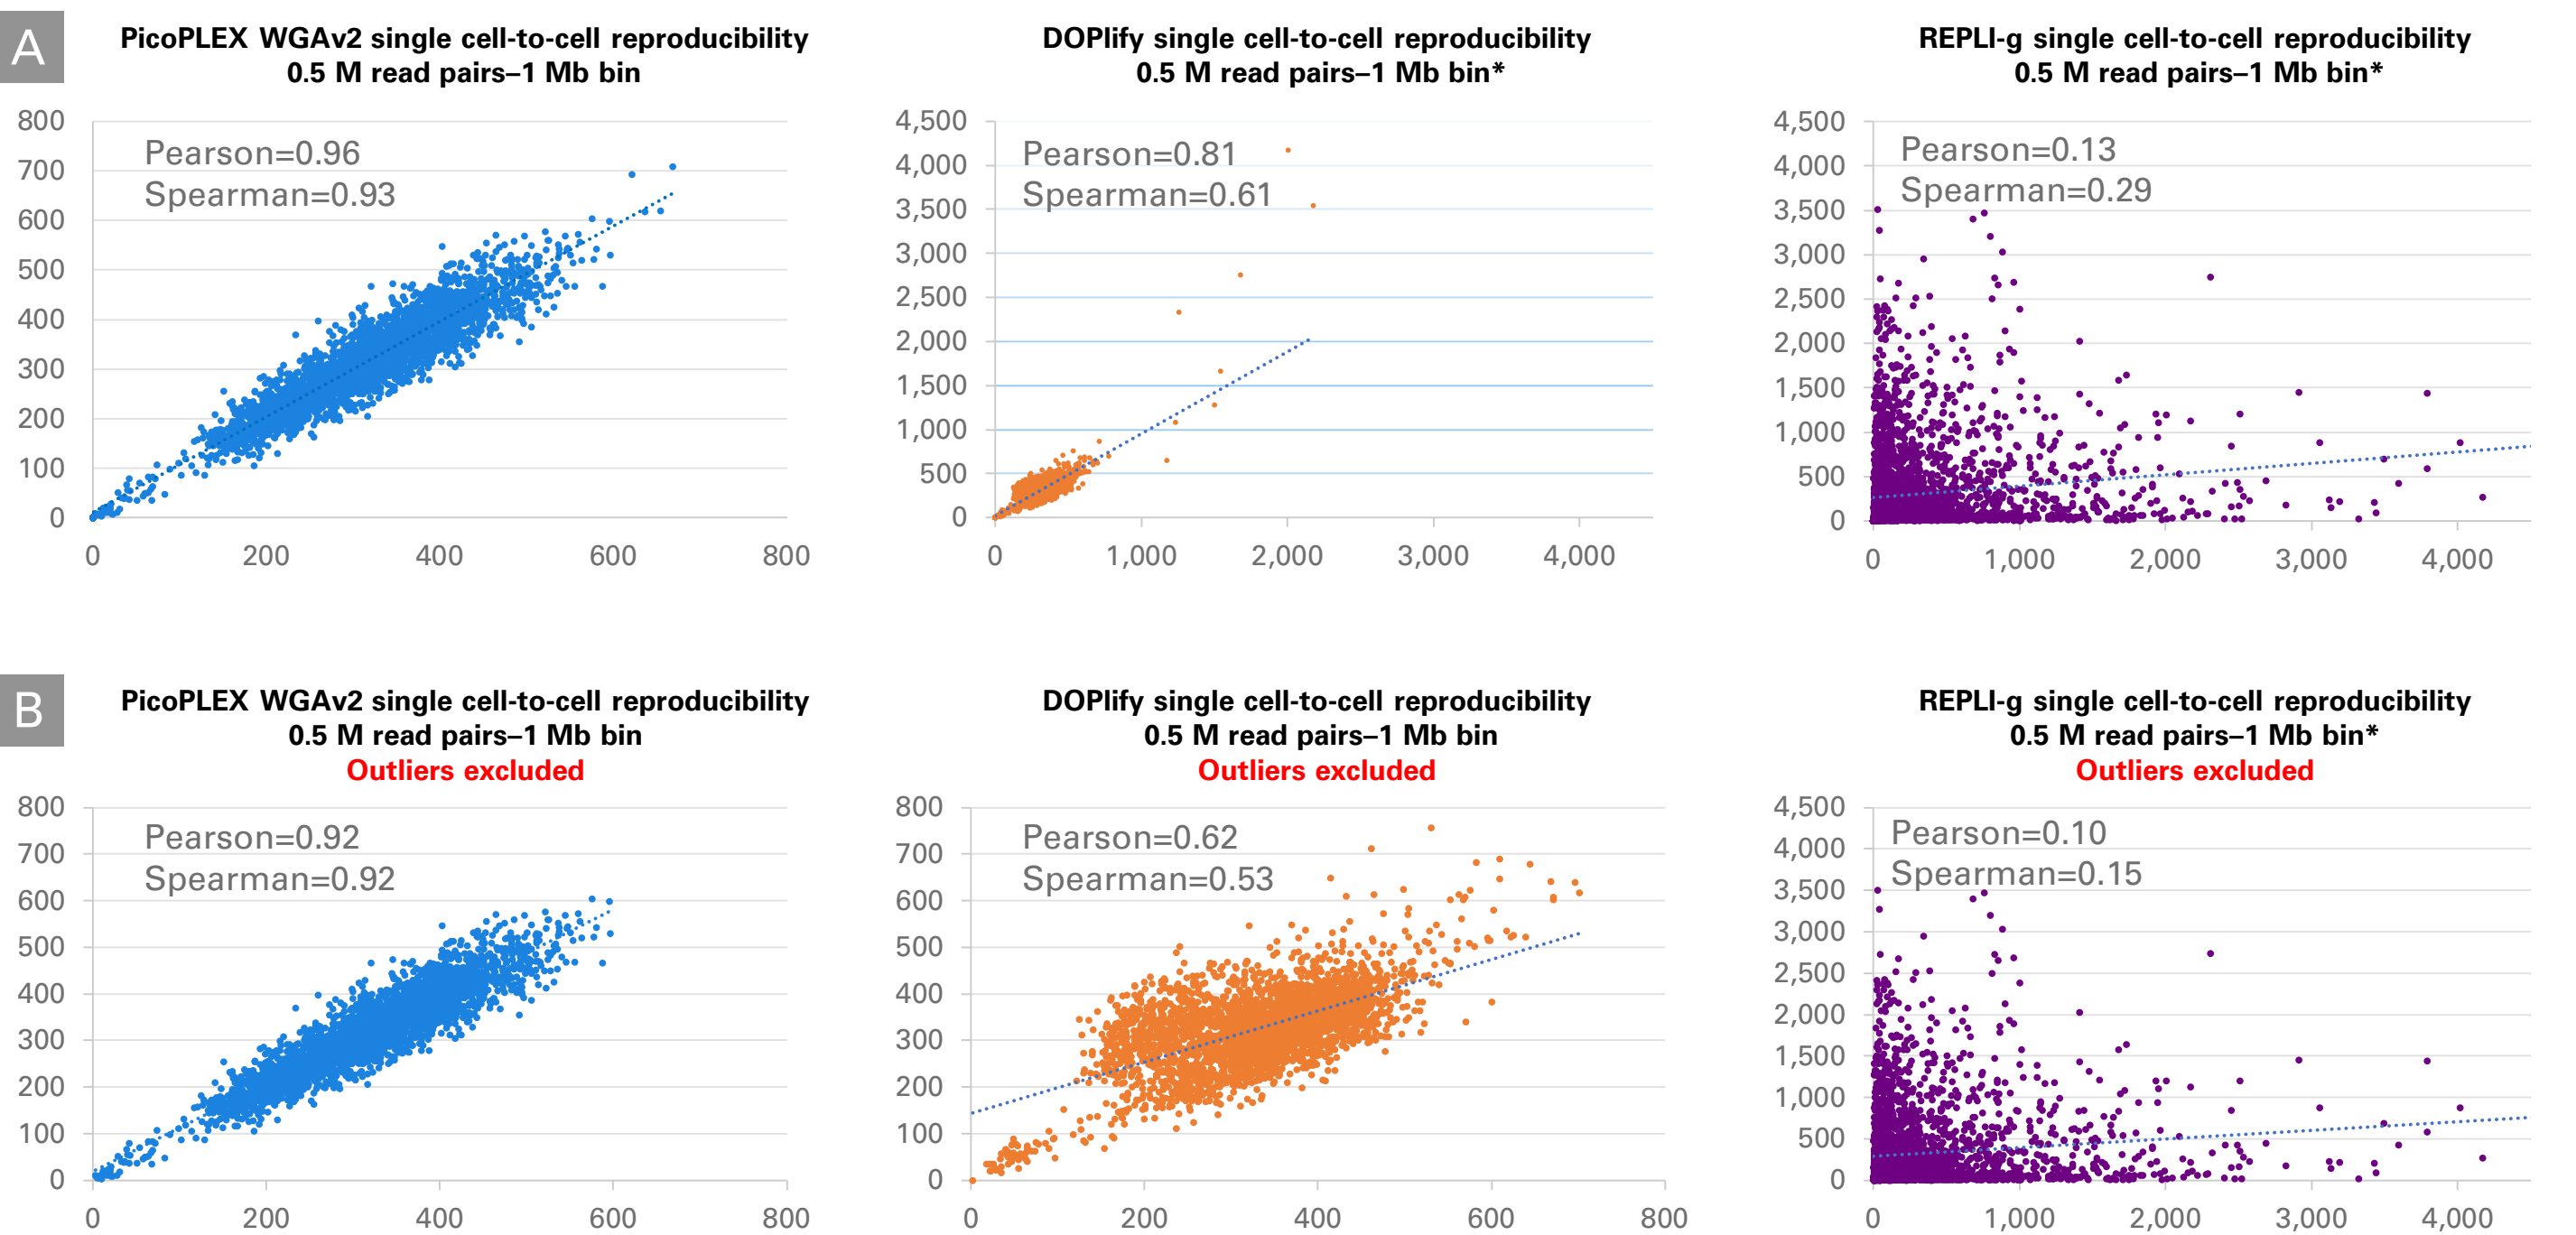 A
PicoPLEX WGAv2 single cell-to-cell reproducibility
0.5 M read pairs–1 Mb bin
800
700
600
500
400
300
200
100
0
Pearson=0.96
Spearman=0.93
0 200 400 600 800
DOPlify single cell-to-cell reproducibility
0.5 M read pairs–1 Mb bin*
4,500
4,000
3,500
3,000
2,500
2,000
1,500
1,000
500
0
Pearson=0.81
Spearman=0.61
0 1,000 2,000 3,000 4,000
REPLI-g single cell-to-cell reproducibility
0.5 M read pairs–1 Mb bin*
4,500
4,000
3,500
3,000
2,500
2,000
1,500
1,000
500
0
Pearson=0.13
Spearman=0.29
0 1,000 2,000 3,000 4,000
B
PicoPLEX WGAv2 single cell-to-cell reproducibility
0.5 M read pairs–1 Mb bin
Outliers excluded
800
700
600
500
400
300
200
100
0
Pearson=0.92
Spearman=0.92
0 200 400 600 800
DOPlify single cell-to-cell reproducibility
0.5 M read pairs–1 Mb bin
Outliers excluded
800
700
600
500
400
300
200
100
0
Pearson=0.62
Spearman=0.53
0 200 400 600 800
REPLI-g single cell-to-cell reproducibility
0.5 M read pairs–1 Mb bin*
Outliers excluded
4,500
4,000
3,500
3,000
2,500
2,000
1,500
1,000
500
0
Pearson=0.10
Spearman=0.15
0 1,000 2,000 3,000 4,000